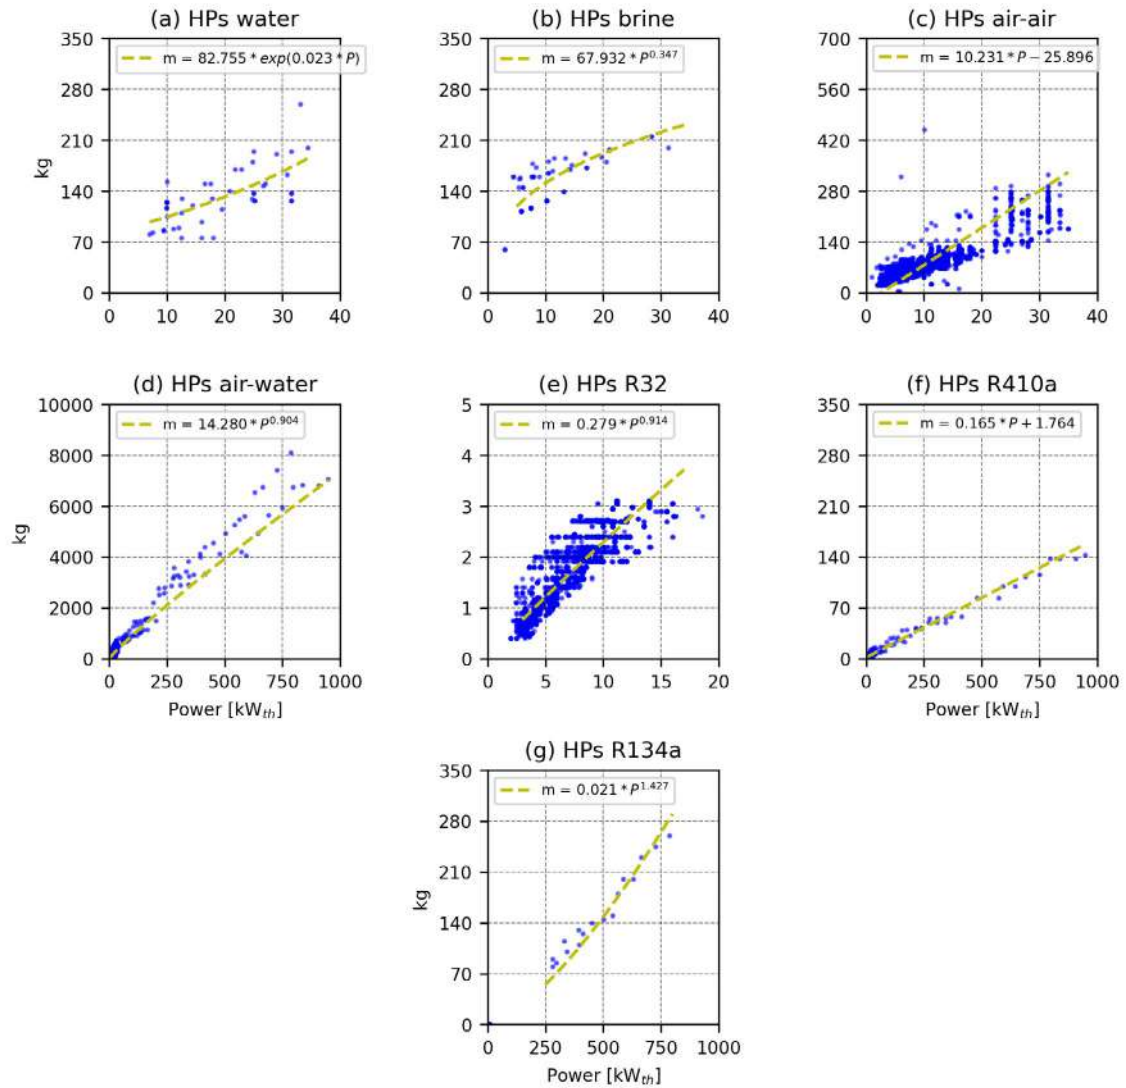 (a) HPs water
(b) HPs brine
(c) HPs air-air
350
280
210
140
70
0
kg
m = 82.755 * exp(0.023 * P)
0 10 20 30 40
350
280
210
140
70
0
m = 67.932 * P^0.347
0 10 20 30 40
700
560
420
280
140
0
m = 10.231 * P − 25.896
0 10 20 30 40
(d) HPs air-water
(e) HPs R32
(f) HPs R410a
10000
8000
6000
4000
2000
0
kg
m = 14.280 * P^0.904
0 250 500 750 1000
Power [kW_th]
5
4
3
2
1
0
m = 0.279 * P^0.914
0 5 10 15 20
350
280
210
140
70
0
m = 0.165 * P + 1.764
0 250 500 750 1000
Power [kW_th]
(g) HPs R134a
350
280
210
140
70
0
kg
m = 0.021 * P^1.427
0 250 500 750 1000
Power [kW_th]